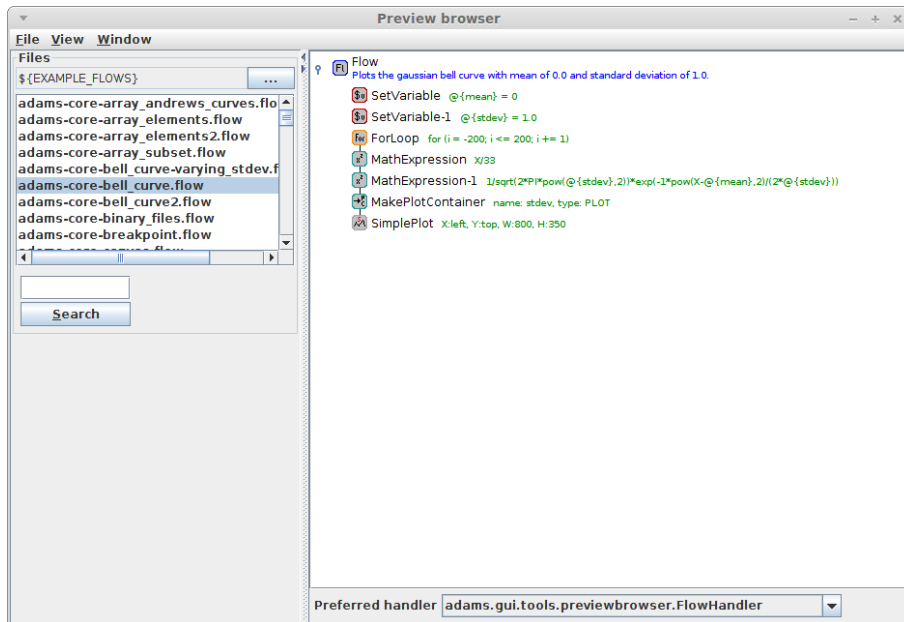 Preview browser
File View Window
Files
${EXAMPLE_FLOWS}
...
adams-core-array_andrews_curves.flo
adams-core-array_elements.flow
adams-core-array_elements2.flow
adams-core-array_subset.flow
adams-core-bell_curve-varying_stdev.f
adams-core-bell_curve.flow
adams-core-bell_curve2.flow
adams-core-binary_files.flow
adams-core-breakpoint.flow
adams-core-canvas.flow
Search
Fl Flow
Plots the gaussian bell curve with mean of 0.0 and standard deviation of 1.0.
SetVariable @{mean} = 0
SetVariable-1 @{stdev} = 1.0
ForLoop for (i = -200; i <= 200; i += 1)
MathExpression X/33
MathExpression-1 1/sqrt(2*PI*pow(@{stdev},2))*exp(-1*pow(X-@{mean},2)/(2*@{stdev}))
MakePlotContainer name: stdev, type: PLOT
SimplePlot X:left, Y:top, W:800, H:350
Preferred handler adams.gui.tools.previewbrowser.FlowHandler